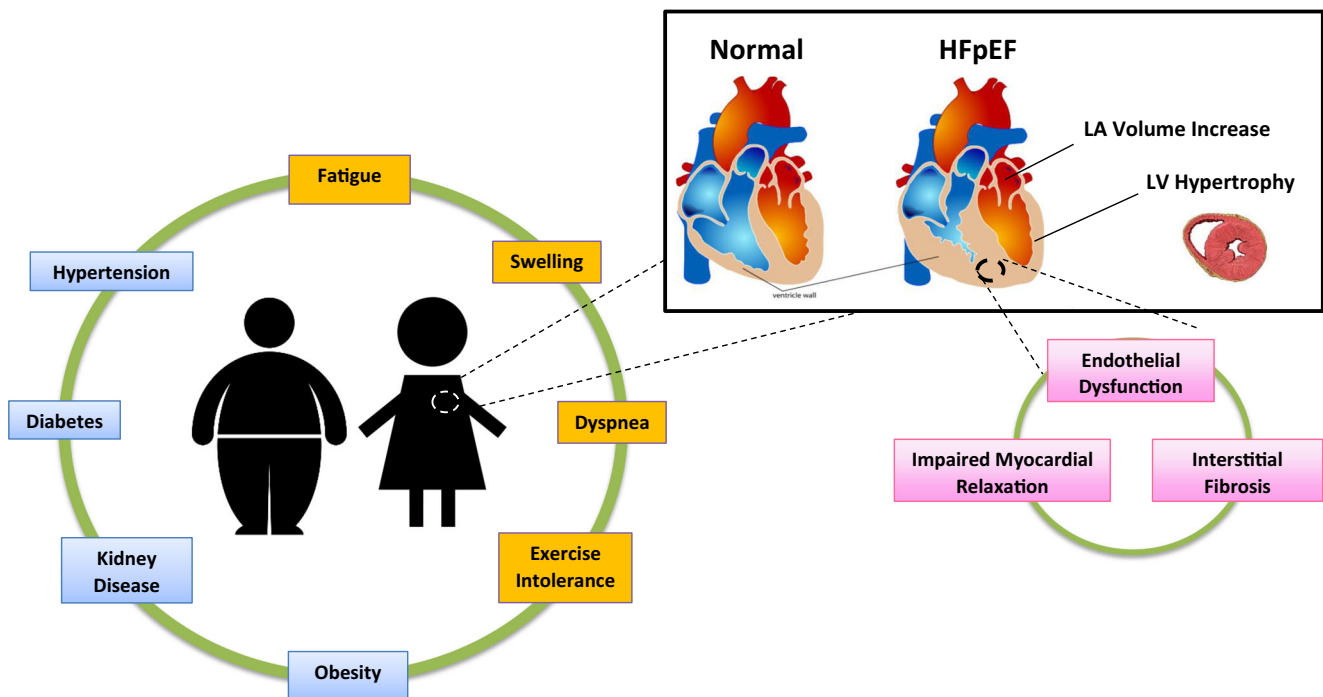 Normal
HFpEF
LA Volume Increase
LV Hypertrophy
ventricle wall
Fatigue
Swelling
Hypertension
Dyspnea
Diabetes
Exercise
Intolerance
Kidney
Disease
Obesity
Endothelial
Dysfunction
Impaired Myocardial
Relaxation
Interstitial
Fibrosis